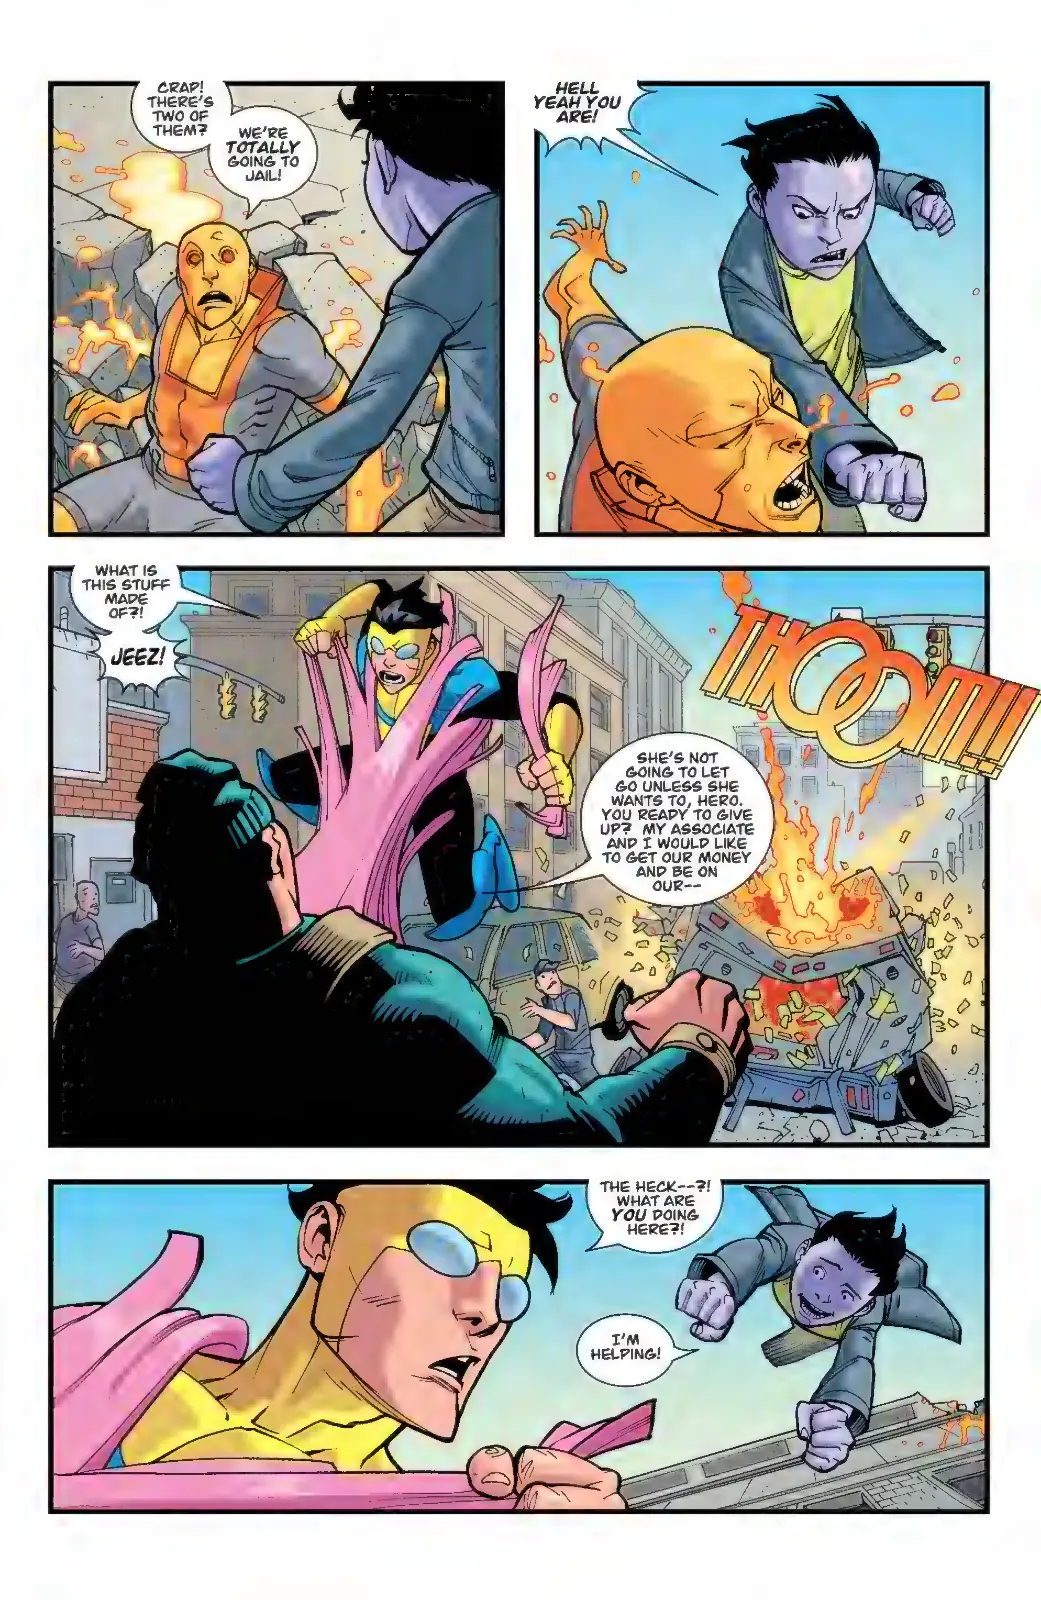 CRAP!
THERE'S
TWO OF
THEM?
WE'RE
TOTALLY
GOING TO
JAIL!
HELL
YEAH YOU
ARE!
WHAT IS
THIS STUFF
MADE
OF?!
JEEZ!
THOOOM!!
SHE'S NOT
GOING TO LET
GO UNLESS SHE
WANTS TO, HERO.
YOU READY TO GIVE
UP? MY ASSOCIATE
AND I WOULD LIKE
TO GET OUR MONEY
AND BE ON
OUR--
THE HECK--?!
WHAT ARE
YOU DOING
HERE?!
I'M
HELPING!